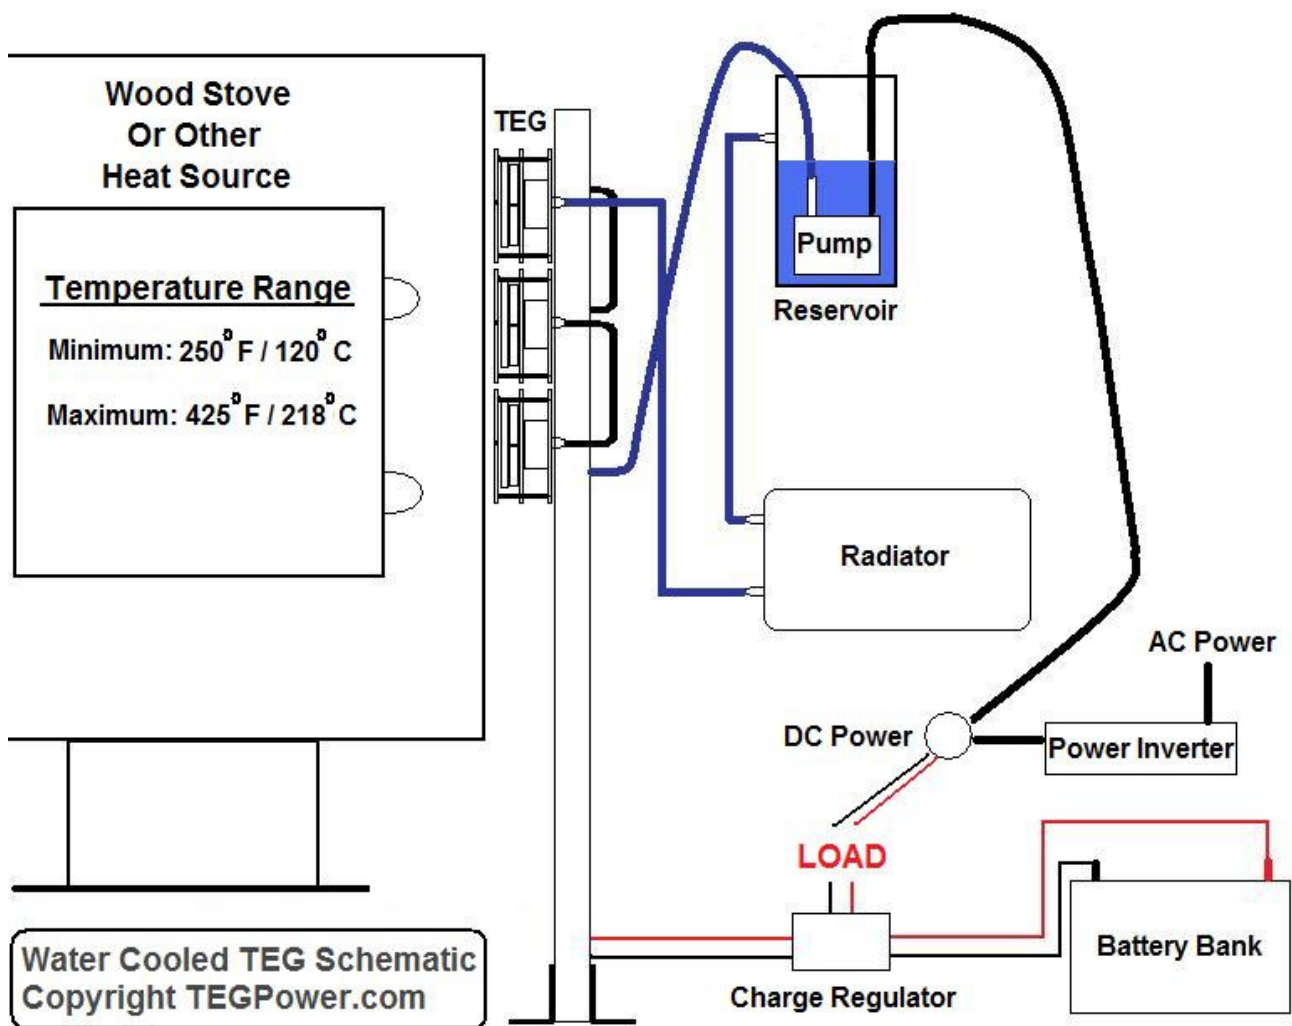 Wood Stove
Or Other
Heat Source
TEG
Temperature Range
Minimum: 250° F / 120° C
Maximum: 425° F / 218° C
Pump
Reservoir
Radiator
AC Power
DC Power
Power Inverter
LOAD
Battery Bank
Charge Regulator
Water Cooled TEG Schematic
Copyright TEGPower.com